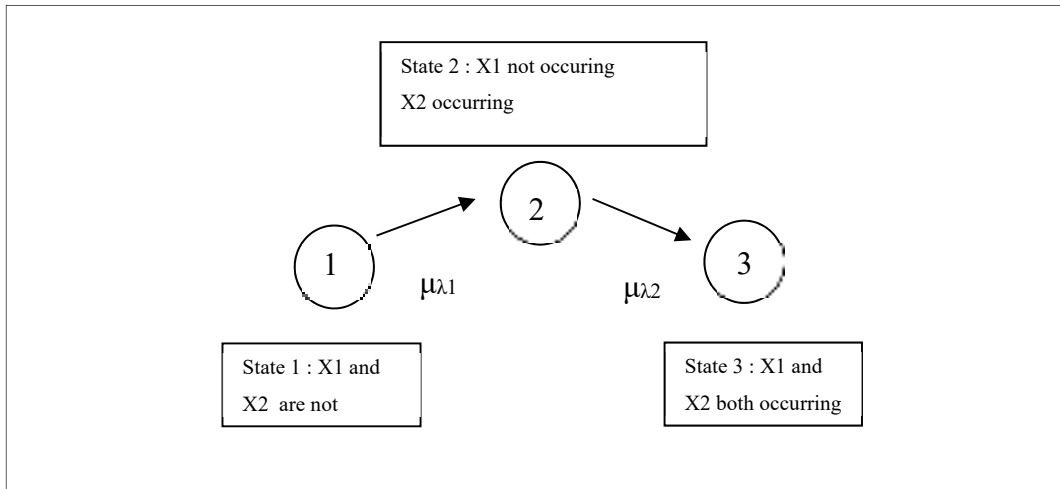 State 2 : X1 not occuring
X2 occurring
2
1
3
μλ1
μλ2
State 1 : X1 and
X2 are not
State 3 : X1 and
X2 both occurring